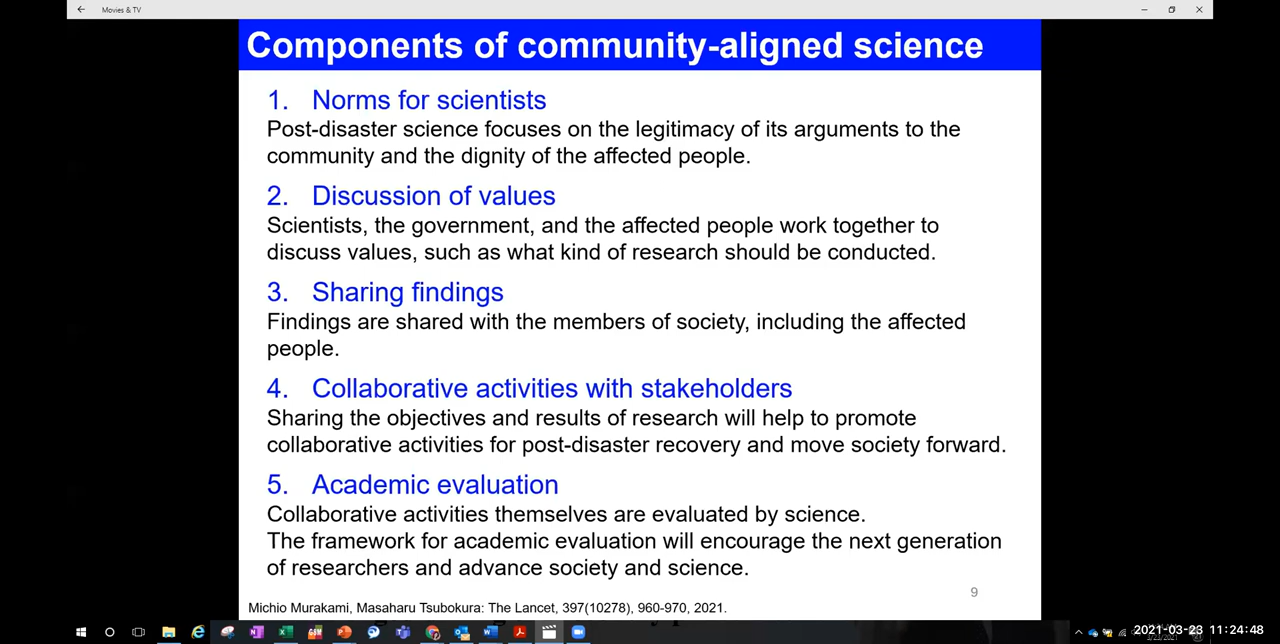 Movies & TV
Components of community-aligned science
1. Norms for scientists
Post-disaster science focuses on the legitimacy of its arguments to the
community and the dignity of the affected people.
2. Discussion of values
Scientists, the government, and the affected people work together to
discuss values, such as what kind of research should be conducted.
3. Sharing findings
Findings are shared with the members of society, including the affected
people.
4. Collaborative activities with stakeholders
Sharing the objectives and results of research will help to promote
collaborative activities for post-disaster recovery and move society forward.
5. Academic evaluation
Collaborative activities themselves are evaluated by science.
The framework for academic evaluation will encourage the next generation
of researchers and advance society and science.
9
Michio Murakami, Masaharu Tsubokura: The Lancet, 397(10278), 960-970, 2021.
2021-03-23 11:24:48